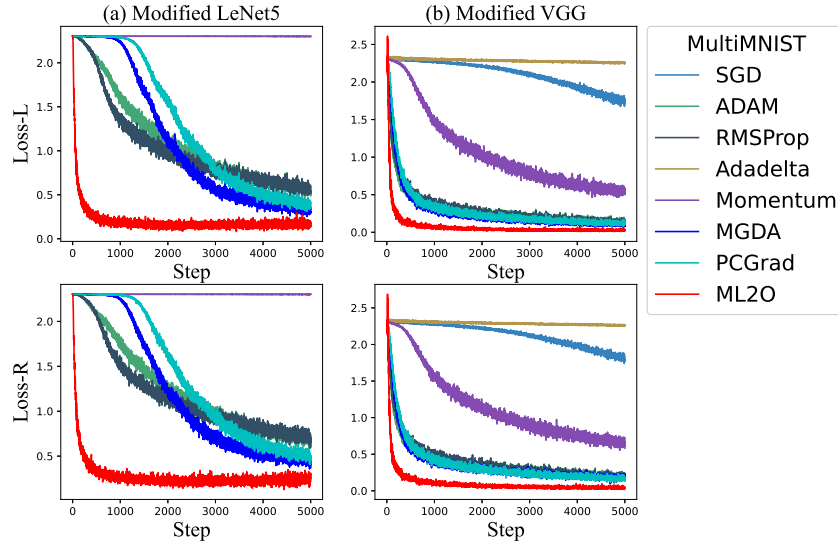 (a) Modified LeNet5
(b) Modified VGG
Loss-L
2.0
1.5
1.0
0.5
0.0
0 1000 2000 3000 4000 5000
Step
2.5
2.0
1.5
1.0
0.5
0.0
0 1000 2000 3000 4000 5000
Step
MultiMNIST
SGD
ADAM
RMSProp
Adadelta
Momentum
MGDA
PCGrad
ML2O
Loss-R
2.0
1.5
1.0
0.5
0 1000 2000 3000 4000 5000
Step
2.5
2.0
1.5
1.0
0.5
0.0
0 1000 2000 3000 4000 5000
Step